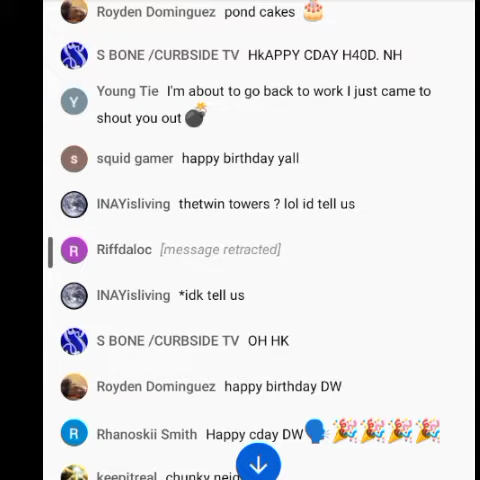 Royden Dominguez pond cakes 🎂
S BONE /CURBSIDE TV HkAPPY CDAY H40D. NH
Young Tie I'm about to go back to work I just came to
shout you out 💣
squid gamer happy birthday yall
INAYisliving thetwin towers ? lol id tell us
Riffdaloc [message retracted]
INAYisliving *idk tell us
S BONE /CURBSIDE TV OH HK
Royden Dominguez happy birthday DW
Rhanoskii Smith Happy cday DW🗣️🎉🎉🎉🎉
keepitreal chunky